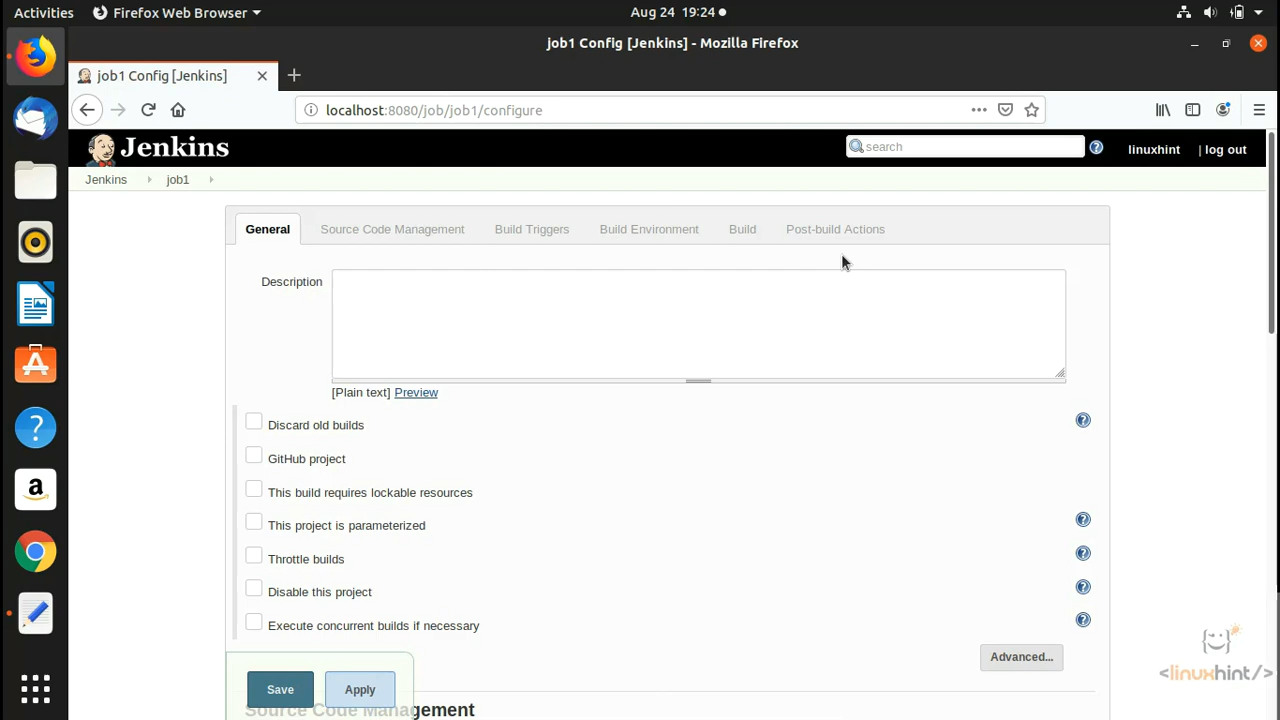 Activities
Firefox Web Browser
Aug 24 19:24
job1 Config [Jenkins] - Mozilla Firefox
job1 Config [Jenkins]
localhost:8080/job/job1/configure
Jenkins
search
linuxhint
| log out
Jenkins
job1
General
Source Code Management
Build Triggers
Build Environment
Build
Post-build Actions
Description
[Plain text] Preview
Discard old builds
GitHub project
This build requires lockable resources
This project is parameterized
Throttle builds
Disable this project
Execute concurrent builds if necessary
Advanced...
Save
Apply
Source Code Management
<linuxhint/>